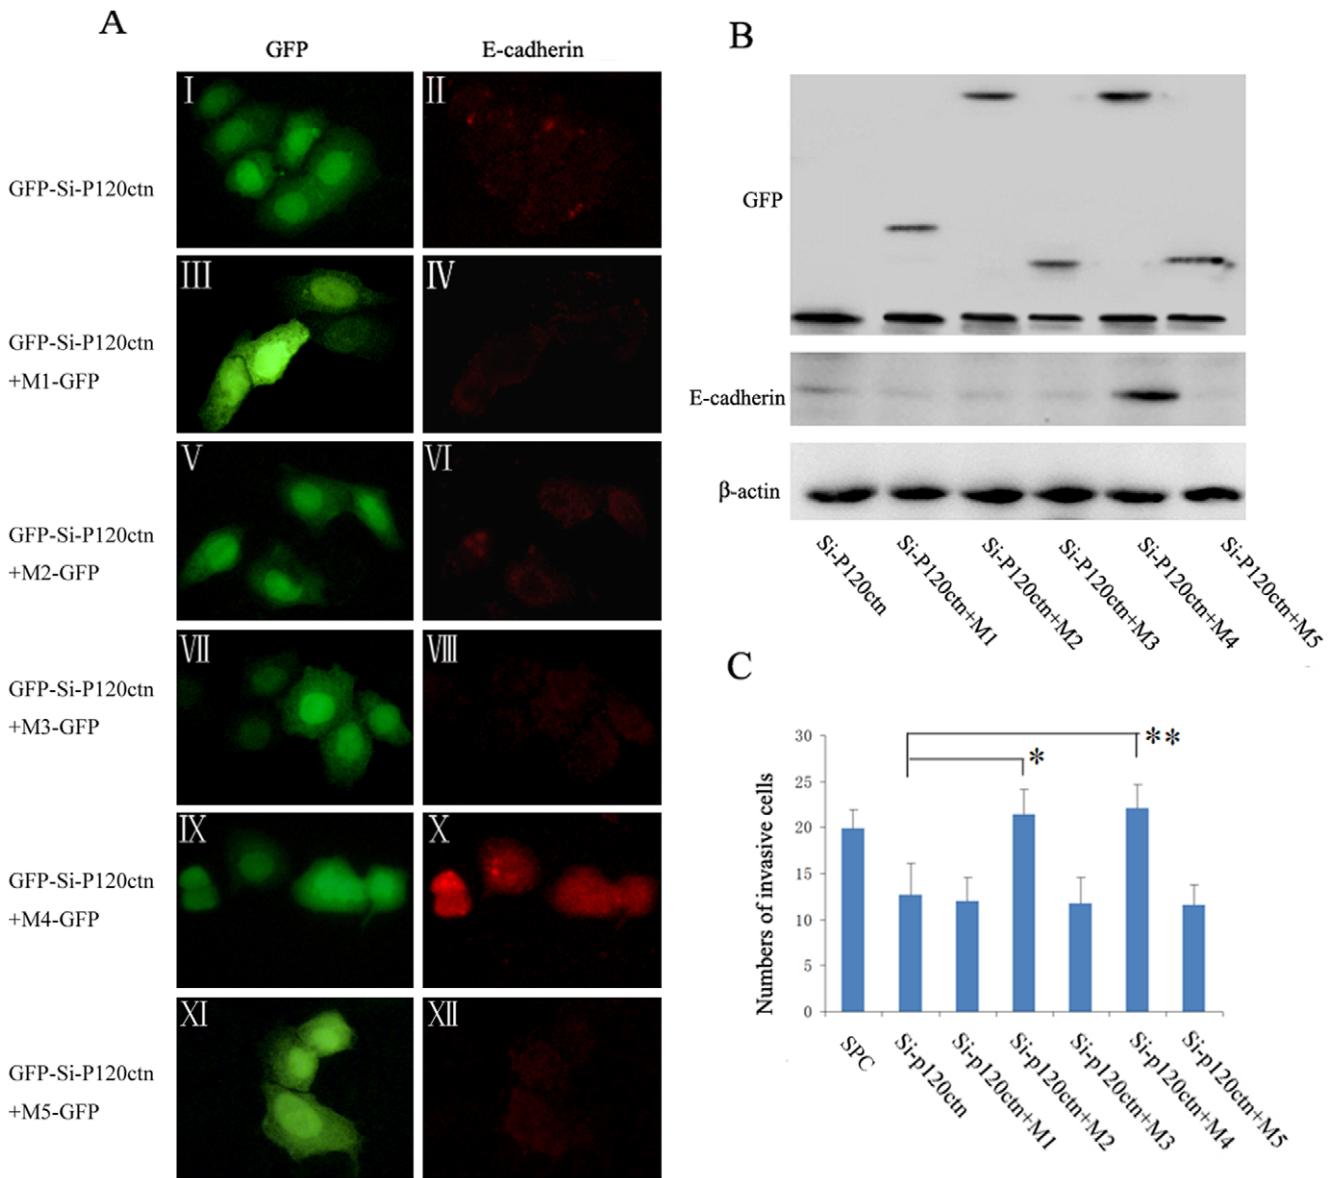 A
GFP
E-cadherin
GFP-Si-P120ctn
I
II
GFP-Si-P120ctn
+M1-GFP
III
IV
GFP-Si-P120ctn
+M2-GFP
V
VI
GFP-Si-P120ctn
+M3-GFP
VII
VIII
GFP-Si-P120ctn
+M4-GFP
IX
X
GFP-Si-P120ctn
+M5-GFP
XI
XII
B
GFP
E-cadherin
β-actin
Si-P120ctn
Si-P120ctn+M1
Si-P120ctn+M2
Si-P120ctn+M3
Si-P120ctn+M4
Si-P120ctn+M5
C
Numbers of invasive cells
30
25
20
15
10
5
0
*
**
SPC
Si-p120ctn
Si-p120ctn+M1
Si-p120ctn+M2
Si-p120ctn+M3
Si-p120ctn+M4
Si-p120ctn+M5